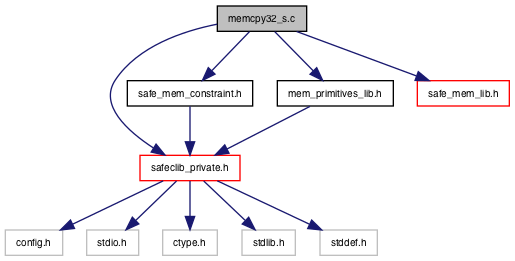 memcpy32_s.c
safe_mem_constraint.h
mem_primitives_lib.h
safe_mem_lib.h
safeclib_private.h
config.h
stdio.h
ctype.h
stdlib.h
stddef.h